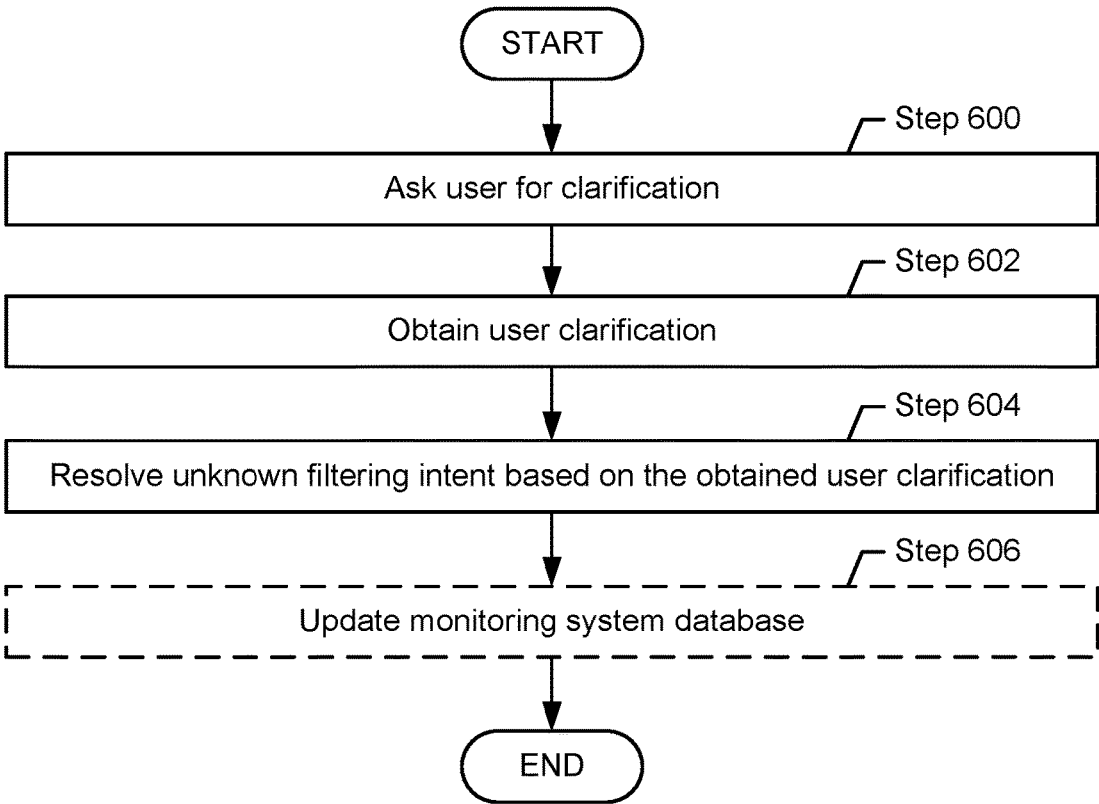 START
Step 600
Ask user for clarification
Step 602
Obtain user clarification
Step 604
Resolve unknown filtering intent based on the obtained user clarification
Step 606
Update monitoring system database
END